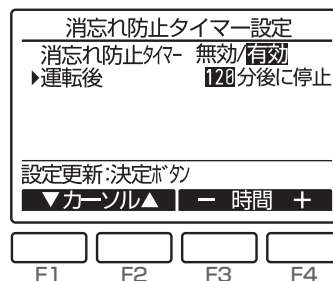 消忘れ防止タイマー設定
消忘れ防止ﾀｲﾏｰ 無効/有効
▶運転後 120分後に停止
設定更新:決定ﾎﾞﾀﾝ
▼カーソル▲ － 時間 ＋
F1 F2 F3 F4